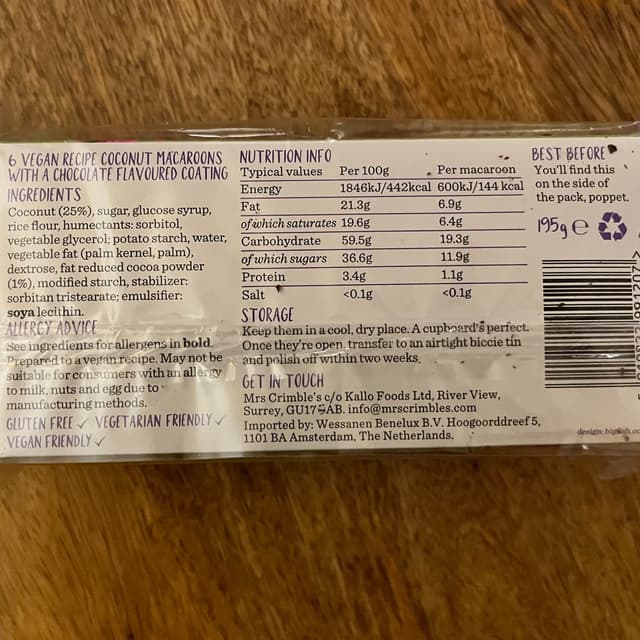 6 VEGAN RECIPE COCONUT MACAROONS
WITH A CHOCOLATE FLAVOURED COATING
INGREDIENTS
Coconut (25%), sugar, glucose syrup,
rice flour, humectants: sorbitol,
vegetable glycerol; potato starch, water,
vegetable fat (palm kernel, palm),
dextrose, fat reduced cocoa powder
(1%), modified starch, stabilizer:
sorbitan tristearate; emulsifier:
soya lecithin.
ALLERGY ADVICE
See ingredients for allergens in bold.
Prepared to a vegan recipe. May not be
suitable for consumers with an allergy
to milk, nuts and egg due to
manufacturing methods.
GLUTEN FREE ✓ VEGETARIAN FRIENDLY ✓
VEGAN FRIENDLY ✓
NUTRITION INFO
Typical values Per 100g Per macaroon
Energy 1846kJ/442kcal 600kJ/144 kcal
Fat 21.3g 6.9g
of which saturates 19.6g 6.4g
Carbohydrate 59.5g 19.3g
of which sugars 36.6g 11.9g
Protein 3.4g 1.1g
Salt <0.1g <0.1g
STORAGE
Keep them in a cool, dry place. A cupboard's perfect.
Once they're open, transfer to an airtight biccie tin
and polish off within two weeks.
GET IN TOUCH
Mrs Crimble's c/o Kallo Foods Ltd, River View,
Surrey, GU17 AB. info@mrscrimbles.com
Imported by: Wessanen Benelux B.V. Hoogoorddreef 5,
1101 BA Amsterdam, The Netherlands.
BEST BEFORE
You'll find this
on the side of
the pack, poppet.
195g e
design: